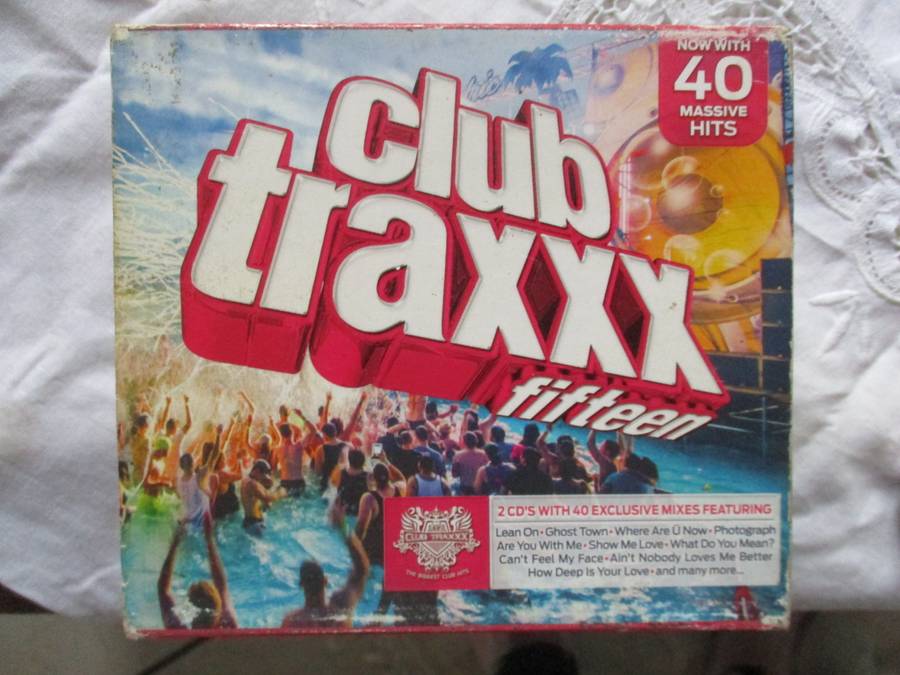 NOW WITH
40
MASSIVE
HITS
club
traxxx
fifteen
2 CD'S WITH 40 EXCLUSIVE MIXES FEATURING
Lean On • Ghost Town • Where Are Ü Now • Photograph
Are You With Me • Show Me Love • What Do You Mean?
Can't Feel My Face • Ain't Nobody Loves Me Better
How Deep Is Your Love • and many more...
CLUB TRAXXX
THE BIGGEST CLUB HITS